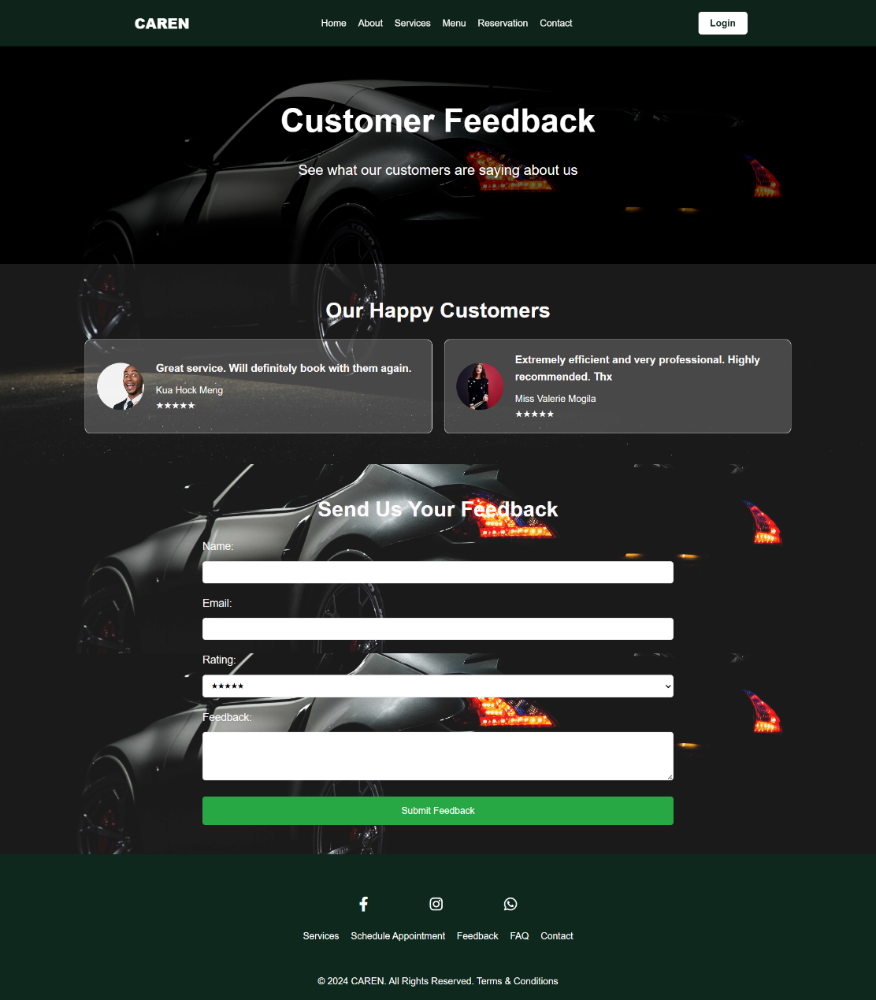 CAREN
Home About Services Menu Reservation Contact
Login
Customer Feedback
See what our customers are saying about us
TOYO
Our Happy Customers
Great service. Will definitely book with them again.
Kua Hock Meng
★★★★★
Extremely efficient and very professional. Highly
recommended. Thx
Miss Valerie Mogila
★★★★★
Send Us Your Feedback
Name:
Email:
Rating:
★★★★★
Feedback:
Submit Feedback
Services Schedule Appointment Feedback FAQ Contact
© 2024 CAREN. All Rights Reserved. Terms & Conditions